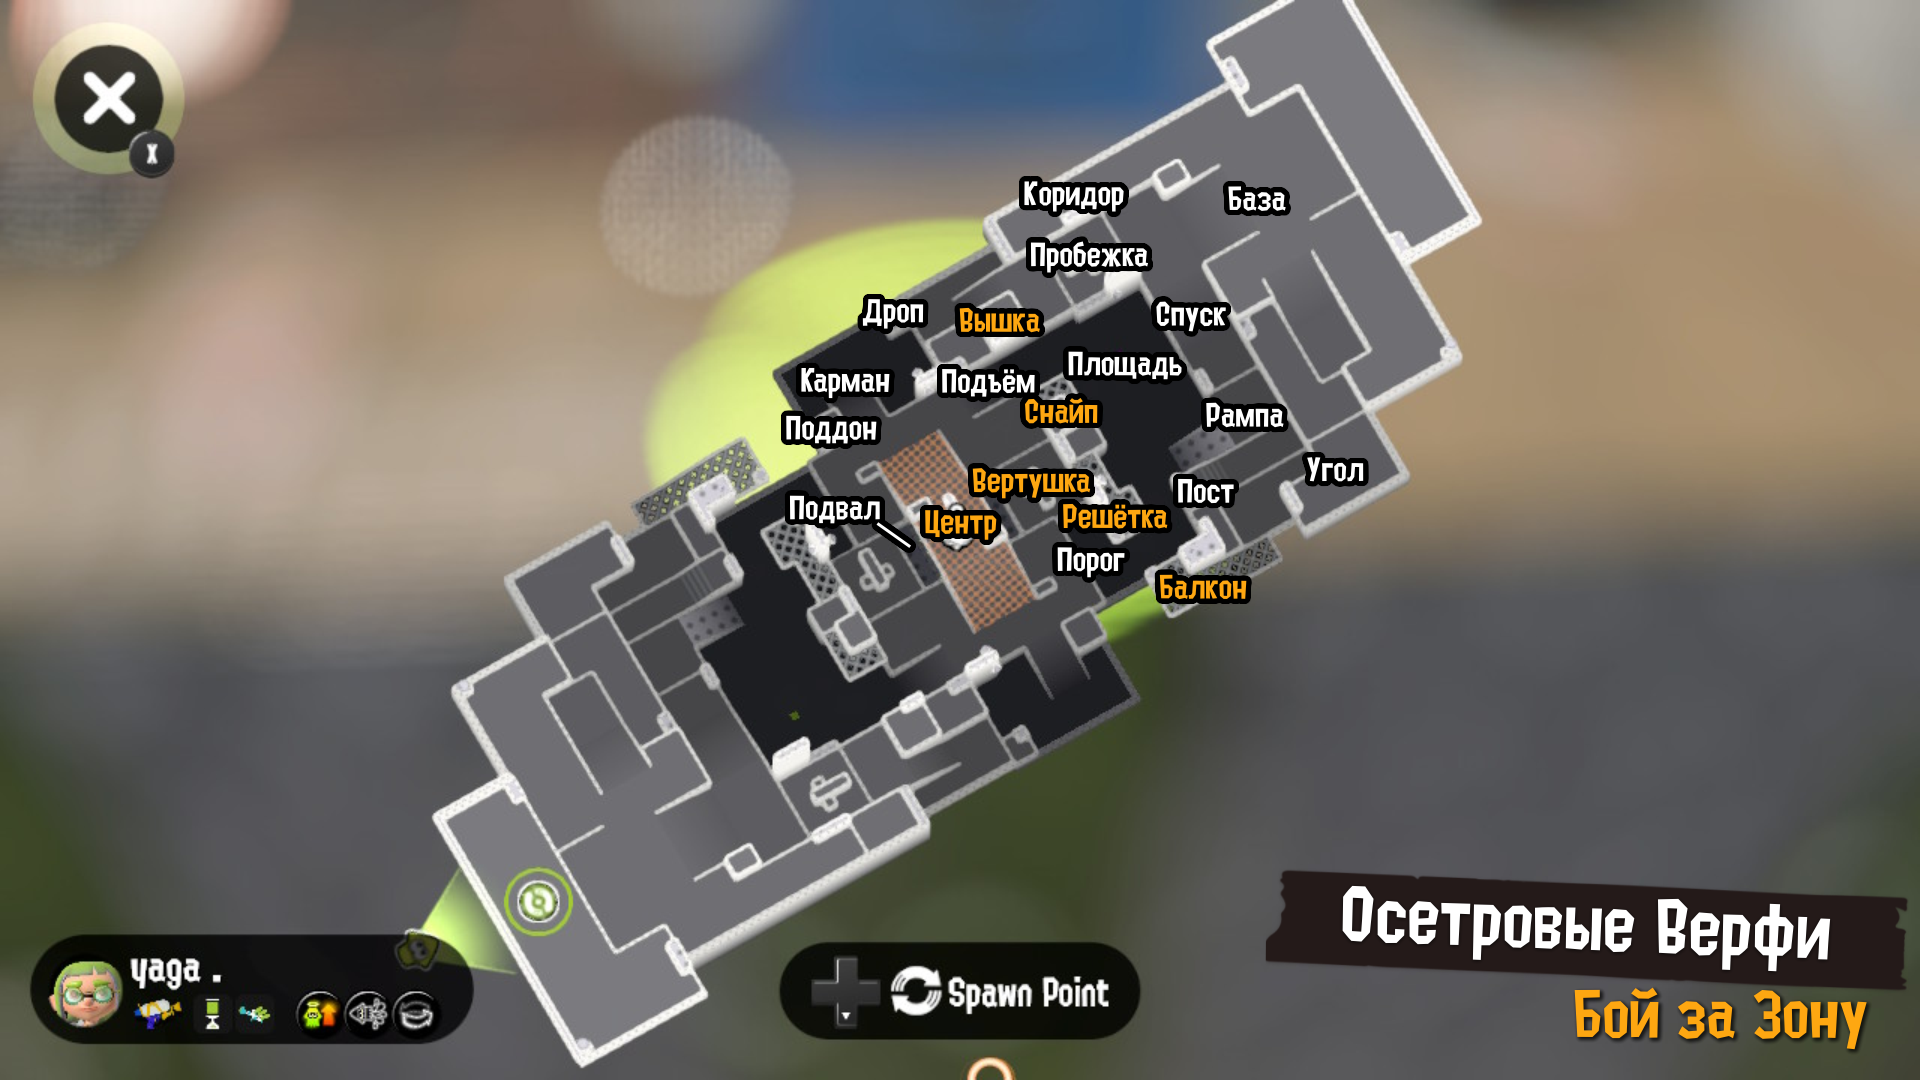 X
Коридор
База
Пробежка
Дроп
Вышка
Спуск
Площадь
Карман
Подъём
Снайп
Рампа
Поддон
Угол
Вертушка
Пост
Подвал
Центр
Решётка
Порог
Балкон
Осетровые Верфи
Бой за Зону
yaga .
Spawn Point